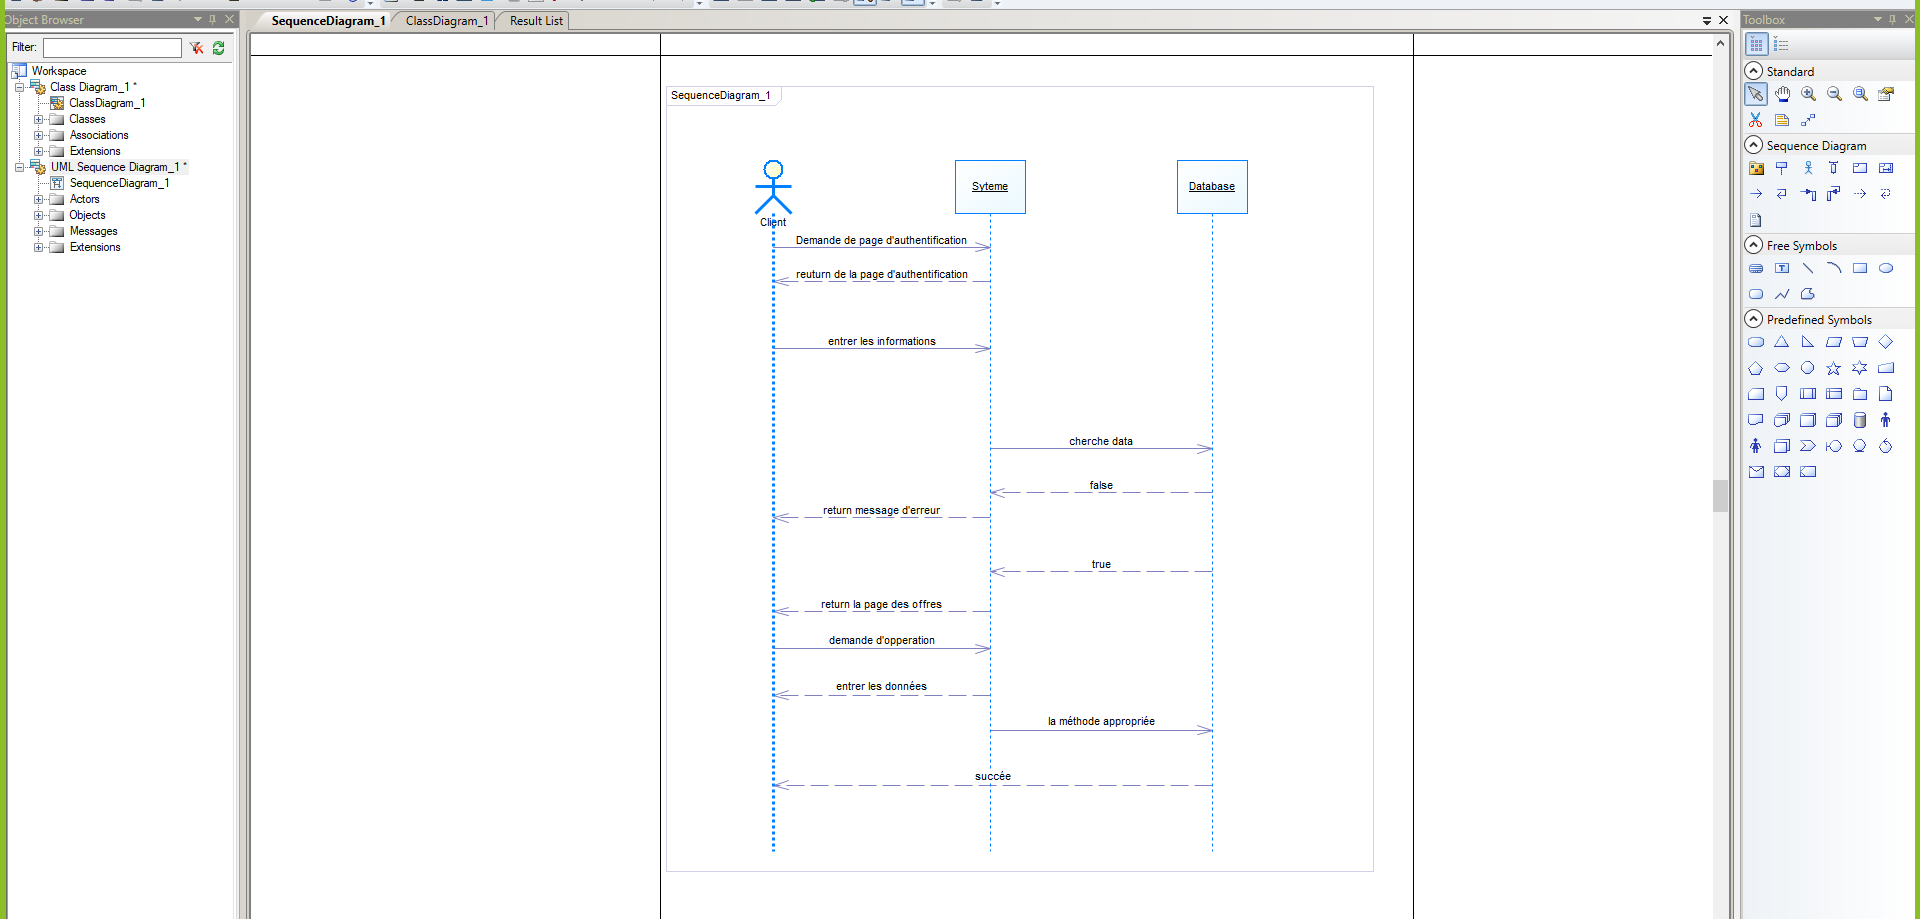 Object Browser
Filter:
Workspace
Class Diagram_1 *
ClassDiagram_1
Classes
Associations
Extensions
UML Sequence Diagram_1 *
SequenceDiagram_1
Actors
Objects
Messages
Extensions
SequenceDiagram_1
ClassDiagram_1
Result List
SequenceDiagram_1
Client
Syteme
Database
Demande de page d'authentification
reuturn de la page d'authentification
entrer les informations
cherche data
false
return message d'erreur
true
return la page des offres
demande d'opperation
entrer les données
la méthode appropriée
succée
Toolbox
Standard
Sequence Diagram
Free Symbols
Predefined Symbols